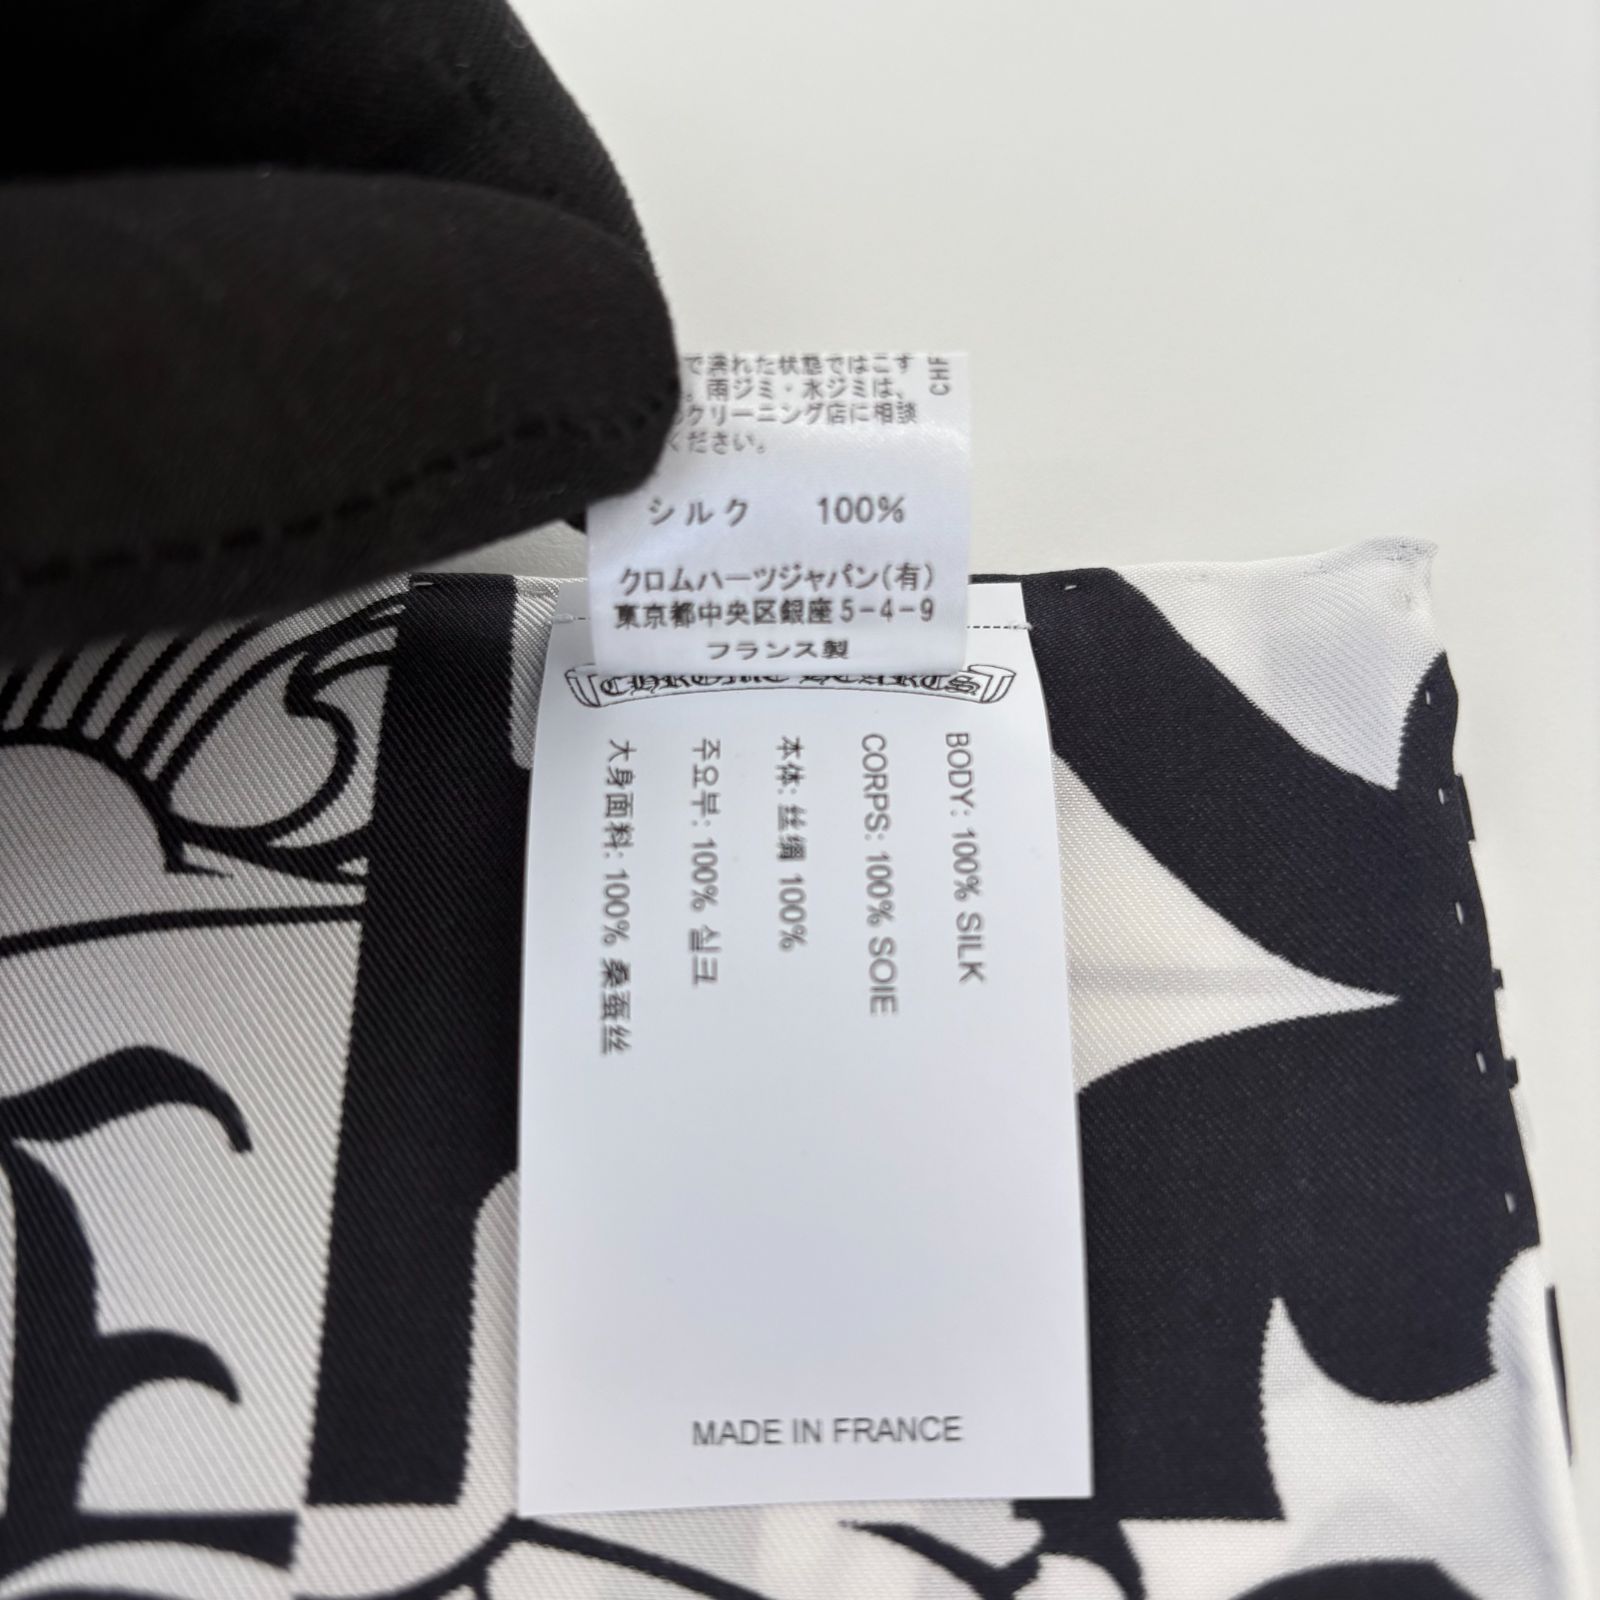 で濡れた状態ではこす
。雨ジミ・水ジミは、
クリーニング店に相談
ください。
CHF
シルク 100%
クロムハーツジャパン(有)
東京都中央区銀座5-4-9
フランス製
CHROME HEARTS
BODY: 100% SILK
CORPS: 100% SOIE
本体: 丝绸 100%
주요부: 100% 실크
大身面料: 100% 桑蚕丝
MADE IN FRANCE